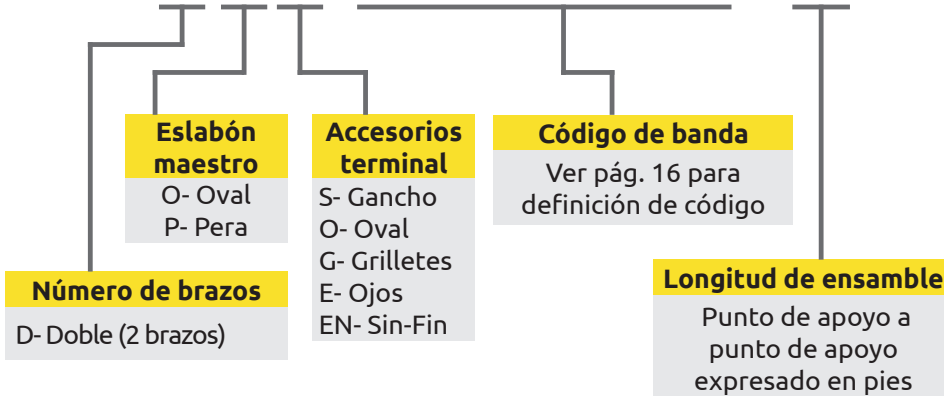 Eslabón
maestro
O- Oval
P- Pera
Accesorios
terminal
S- Gancho
O- Oval
G- Grilletes
E- Ojos
EN- Sin-Fin
Código de banda
Ver pág. 16 para
definición de código
Número de brazos
D- Doble (2 brazos)
Longitud de ensamble
Punto de apoyo a
punto de apoyo
expresado en pies